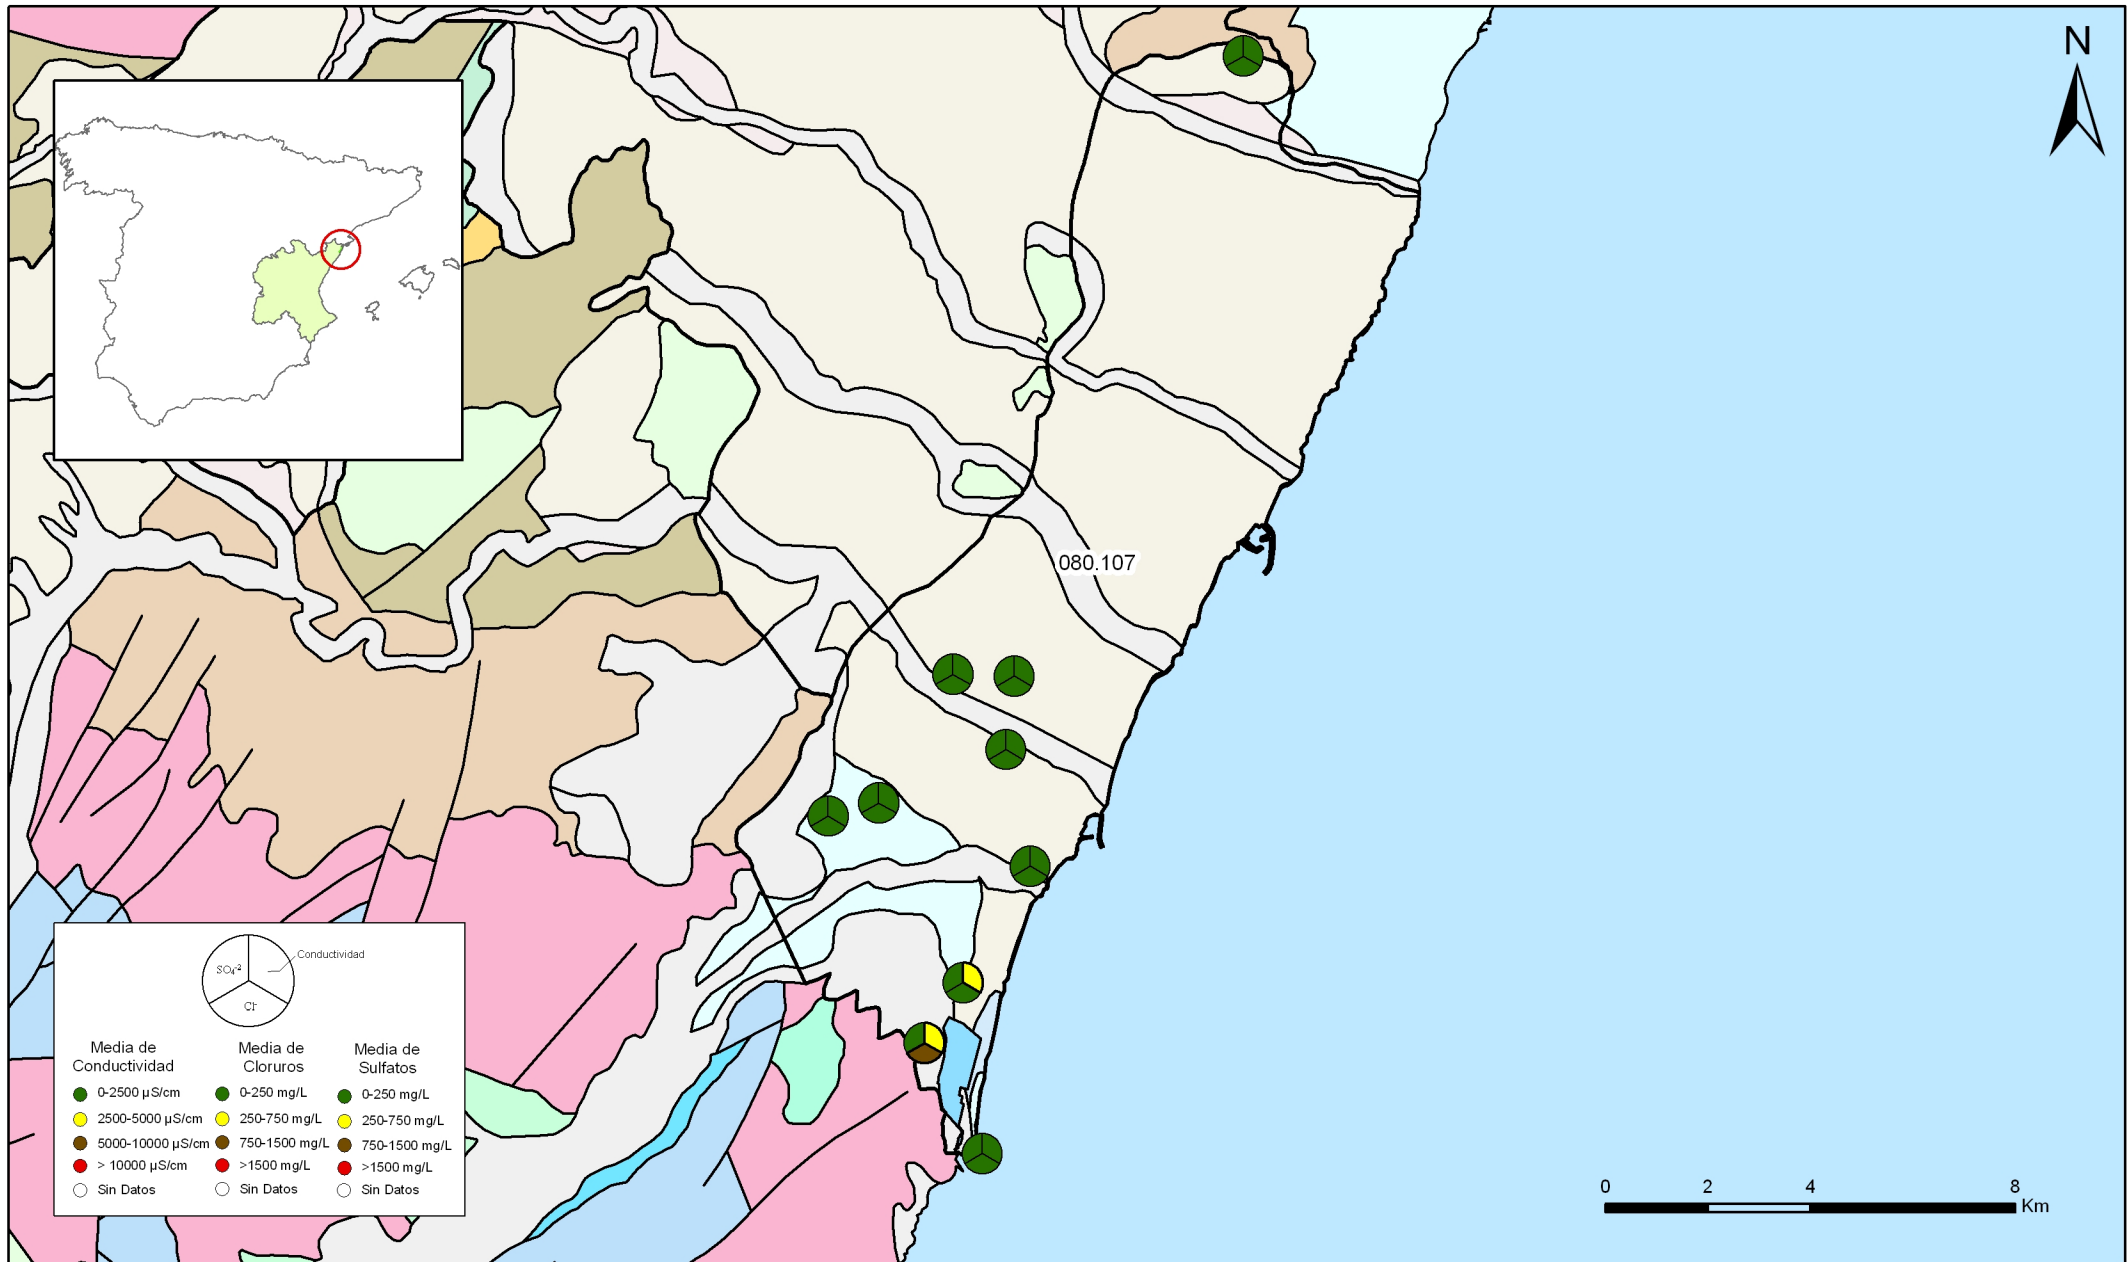 N
080.107
Conductividad
SO₄⁻²
Cl⁻
Media de
Conductividad
0-2500 µS/cm
2500-5000 µS/cm
5000-10000 µS/cm
> 10000 µS/cm
Sin Datos
Media de
Cloruros
0-250 mg/L
250-750 mg/L
750-1500 mg/L
>1500 mg/L
Sin Datos
Media de
Sulfatos
0-250 mg/L
250-750 mg/L
750-1500 mg/L
>1500 mg/L
Sin Datos
0 2 4 8
Km